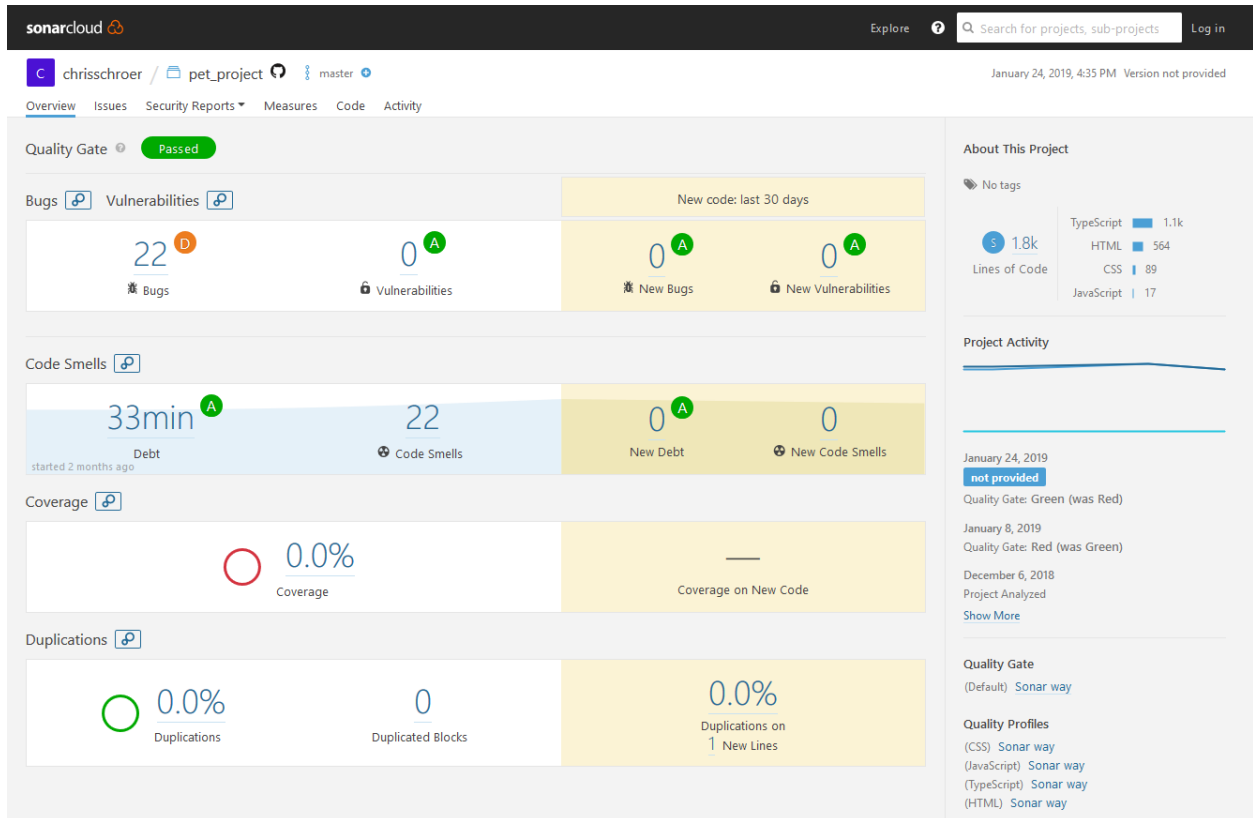 sonarcloud
Explore
Search for projects, sub-projects
Log in
C chrisschroer / pet_project master
January 24, 2019, 4:35 PM Version not provided
Overview Issues Security Reports Measures Code Activity
Quality Gate ? Passed
Bugs Vulnerabilities
New code: last 30 days
22 D
Bugs
0 A
Vulnerabilities
0 A
New Bugs
0 A
New Vulnerabilities
Code Smells
33min A
Debt
started 2 months ago
22
Code Smells
0 A
New Debt
0
New Code Smells
Coverage
0.0%
Coverage
—
Coverage on New Code
Duplications
0.0%
Duplications
0
Duplicated Blocks
0.0%
Duplications on
1 New Lines
About This Project
No tags
S 1.8k
Lines of Code
TypeScript 1.1k
HTML 564
CSS 89
JavaScript 17
Project Activity
January 24, 2019
not provided
Quality Gate: Green (was Red)
January 8, 2019
Quality Gate: Red (was Green)
December 6, 2018
Project Analyzed
Show More
Quality Gate
(Default) Sonar way
Quality Profiles
(CSS) Sonar way
(JavaScript) Sonar way
(TypeScript) Sonar way
(HTML) Sonar way